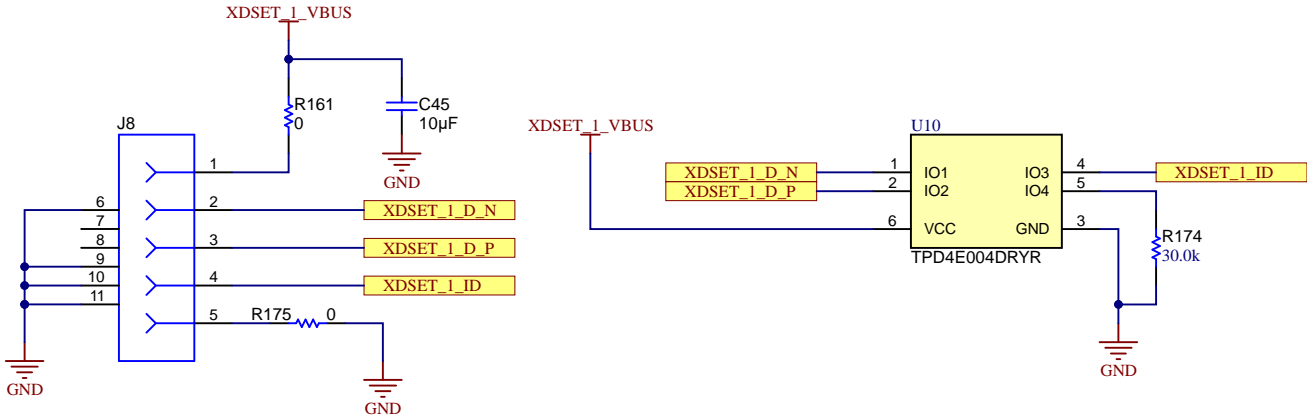 XDSET_1_VBUS
R161
0
C45
10µF
GND
J8
1
2
3
4
5
6
7
8
9
10
11
XDSET_1_D_N
XDSET_1_D_P
XDSET_1_ID
R175
0
GND
GND
XDSET_1_VBUS
XDSET_1_D_N
XDSET_1_D_P
U10
1
2
6
IO1
IO2
VCC
IO3
IO4
GND
4
5
3
TPD4E004DRYR
XDSET_1_ID
R174
30.0k
GND